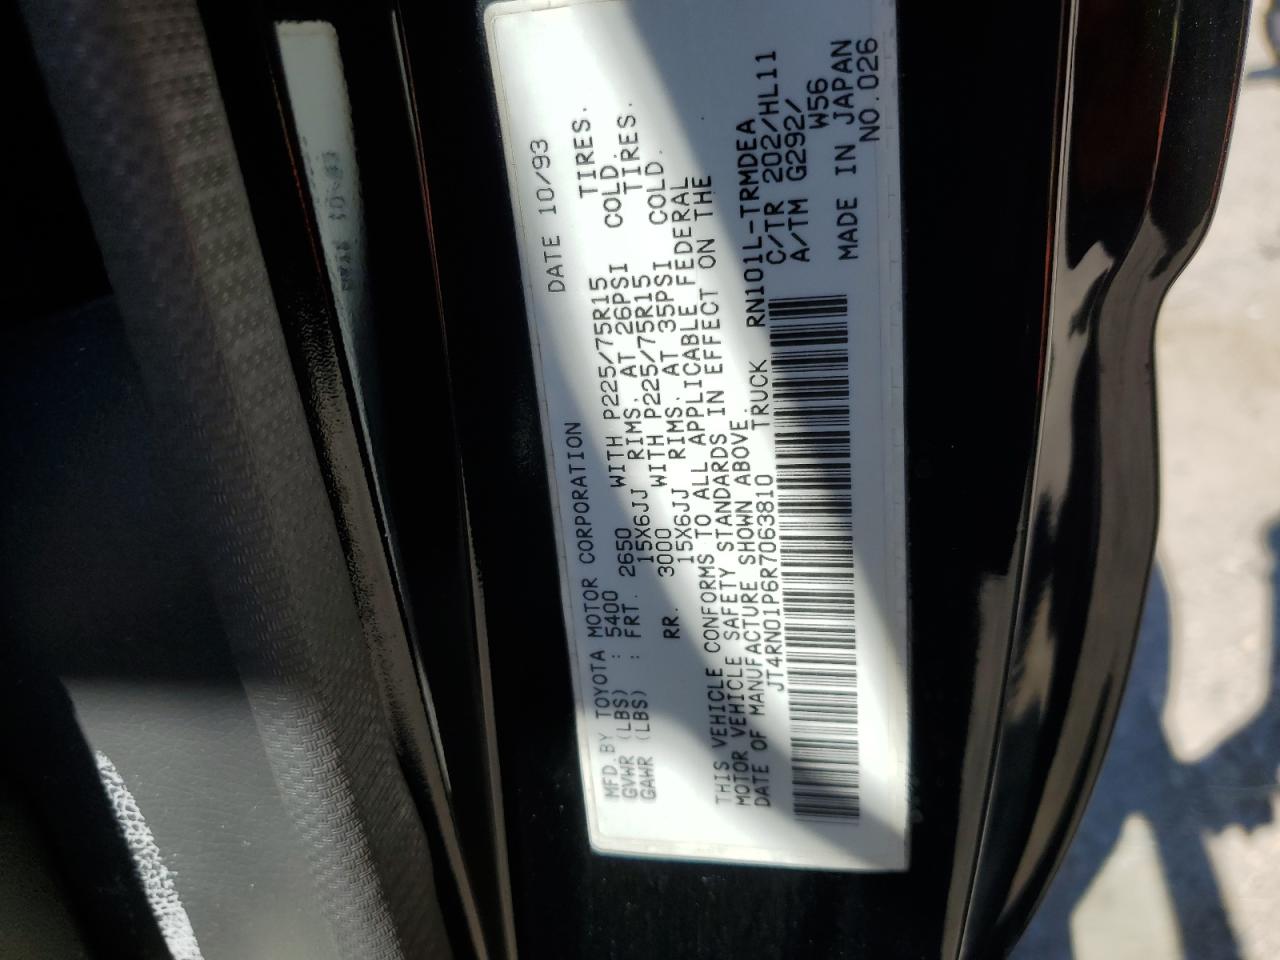 MFD. BY TOYOTA MOTOR CORPORATION DATE 10/93
GVWR (LBS) : 5400
GAWR (LBS) : FRT. 2650 WITH P225/75R15 TIRES.
15X6JJ RIMS. AT 26PSI COLD.
RR. 3000 WITH P225/75R15 TIRES.
15X6JJ RIMS. AT 35PSI COLD.
THIS VEHICLE CONFORMS TO ALL APPLICABLE FEDERAL
MOTOR VEHICLE SAFETY STANDARDS IN EFFECT ON THE
DATE OF MANUFACTURE SHOWN ABOVE.
JT4RN01P6R7063810 TRUCK RN101L-TRMDEA
C/TR 202/HL11
A/TM G292/
W56
MADE IN JAPAN
NO.026